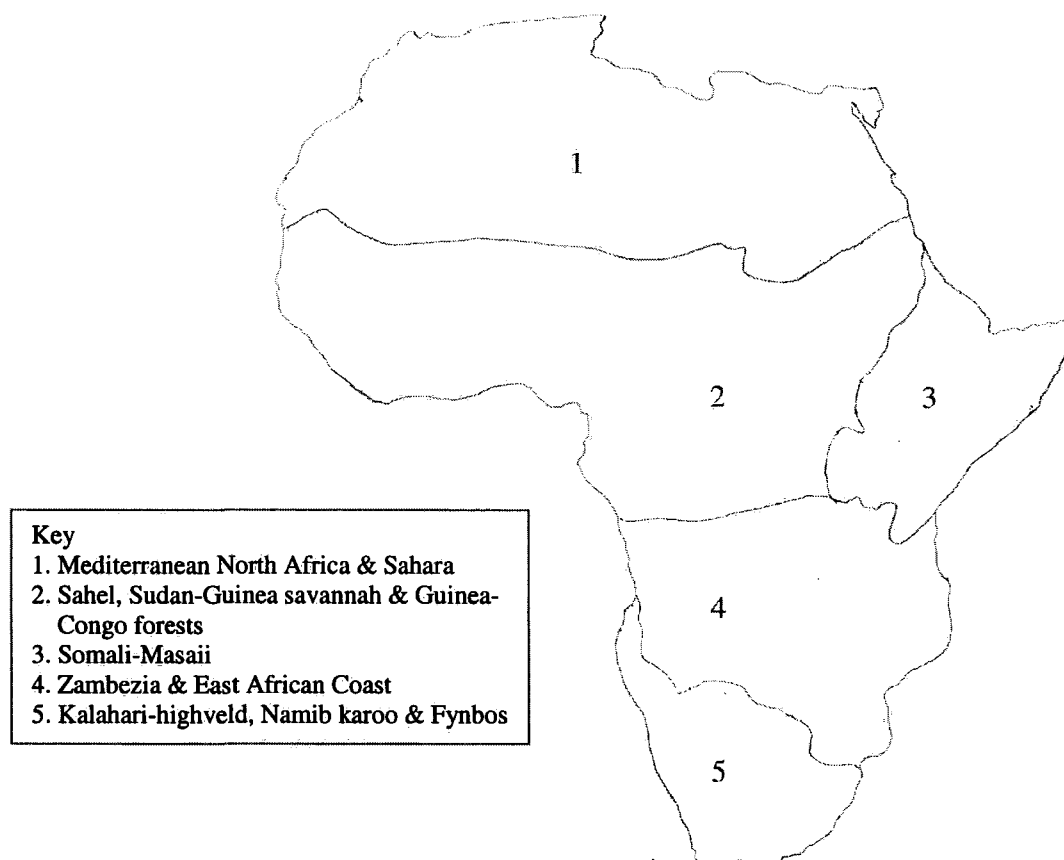 1
2
3
Key
1. Mediterranean North Africa & Sahara
2. Sahel, Sudan-Guinea savannah & Guinea-
Congo forests
3. Somali-Masaii
4. Zambezia & East African Coast
5. Kalahari-highveld, Namib karoo & Fynbos
4
5